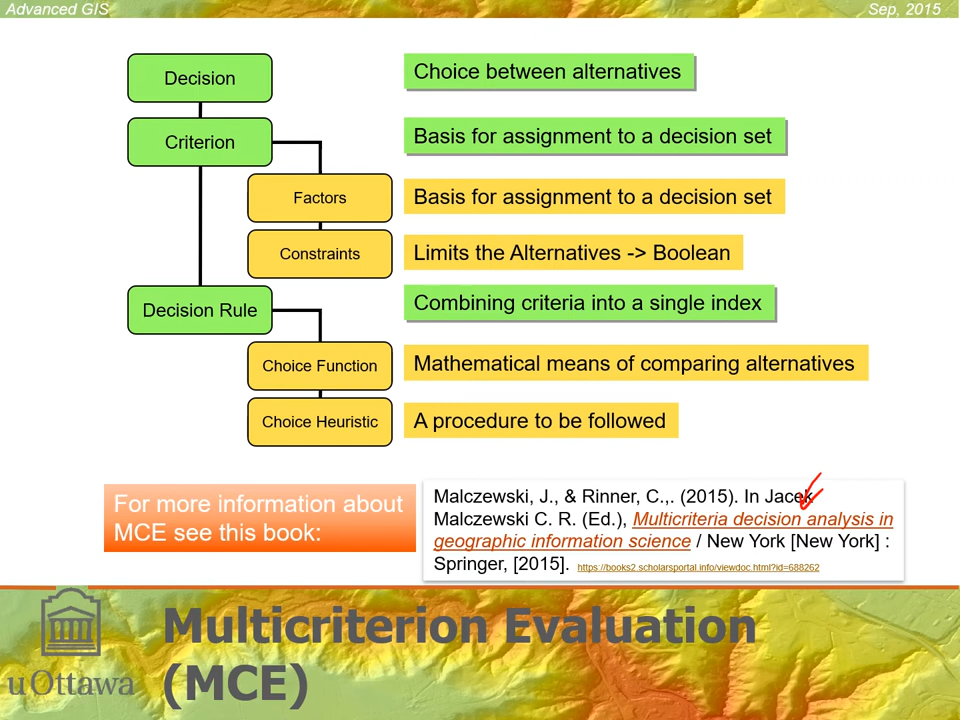 Advanced GIS
Sep, 2015
Decision
Choice between alternatives
Criterion
Basis for assignment to a decision set
Factors
Basis for assignment to a decision set
Constraints
Limits the Alternatives -> Boolean
Decision Rule
Combining criteria into a single index
Choice Function
Mathematical means of comparing alternatives
Choice Heuristic
A procedure to be followed
For more information about
MCE see this book:
Malczewski, J., & Rinner, C.,. (2015). In Jacek
Malczewski C. R. (Ed.), Multicriteria decision analysis in
geographic information science / New York [New York] :
Springer, [2015]. https://books2.scholarsportal.info/viewdoc.html?id=688262
uOttawa
Multicriterion Evaluation
(MCE)